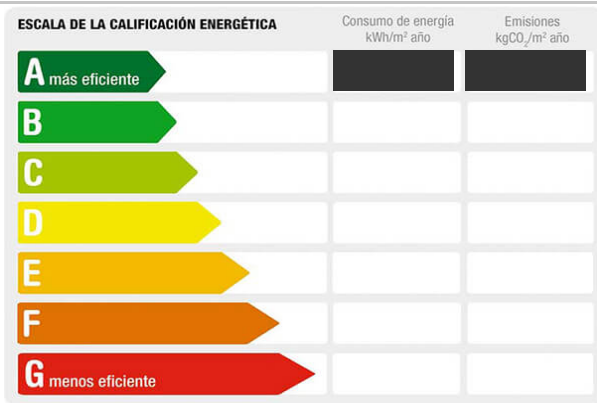 ESCALA DE LA CALIFICACIÓN ENERGÉTICA
Consumo de energía
kWh/m² año
Emisiones
kgCO₂/m² año
A más eficiente
B
C
D
E
F
G menos eficiente